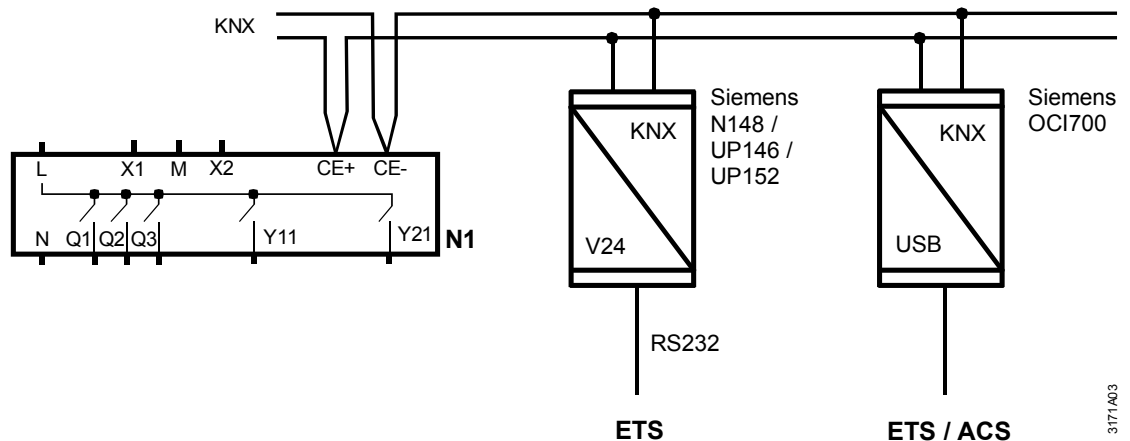 KNX
Siemens
N148 /
UP146 /
UP152
Siemens
OCI700
KNX
KNX
L X1 M X2 CE+ CE-
N Q1 Q2 Q3 Y11 Y21 N1
V24
USB
RS232
ETS
ETS / ACS
3171A03